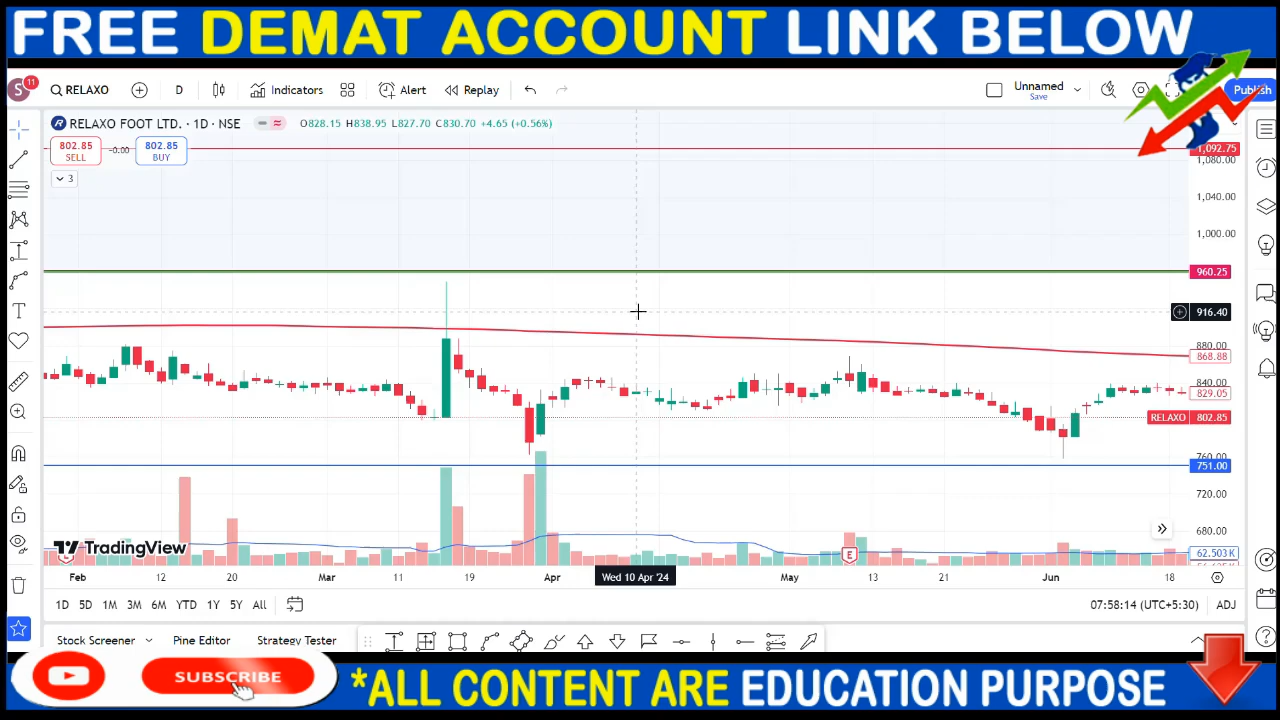 FREE DEMAT ACCOUNT LINK BELOW
S 11 RELAXO D Indicators Alert Replay Unnamed Save Publish
R RELAXO FOOT LTD. · 1D · NSE O828.15 H838.95 L827.70 C830.70 +4.65 (+0.56%)
802.85 SELL -0.00 802.85 BUY
3
1,092.75
1,080.00
1,040.00
1,000.00
960.25
916.40
880.00
868.88
840.00
829.05
RELAXO 802.85
760.00
751.00
720.00
680.00
E
TradingView
62.503 K
Feb 12 20 Mar 11 19 Apr Wed 10 Apr '24 May 13 21 Jun 18
1D 5D 1M 3M 6M YTD 1Y 5Y All 07:58:14 (UTC+5:30) ADJ
Stock Screener Pine Editor Strategy Tester
SUBSCRIBE
*ALL CONTENT ARE EDUCATION PURPOSE